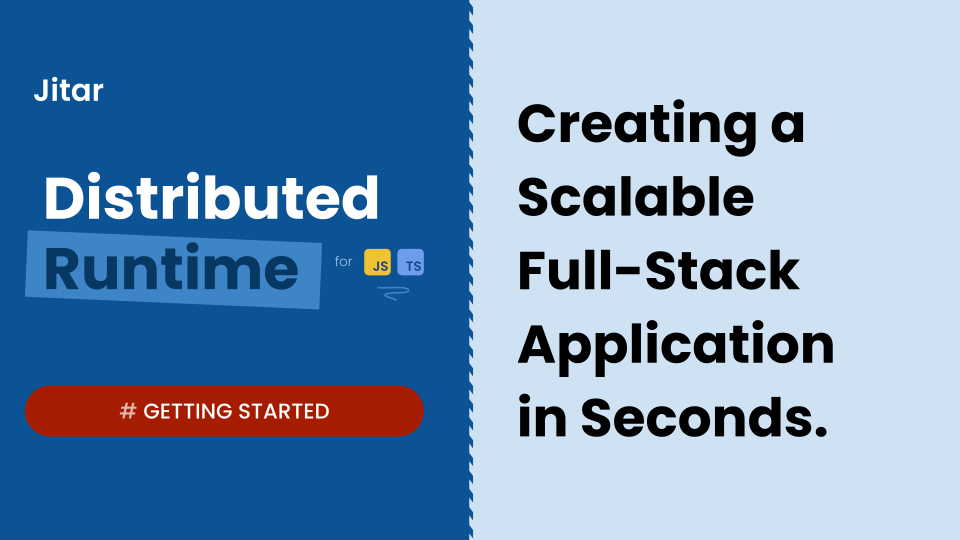 Jitar
Distributed
Runtime
for JS TS
# GETTING STARTED
Creating a
Scalable
Full-Stack
Application
in Seconds.